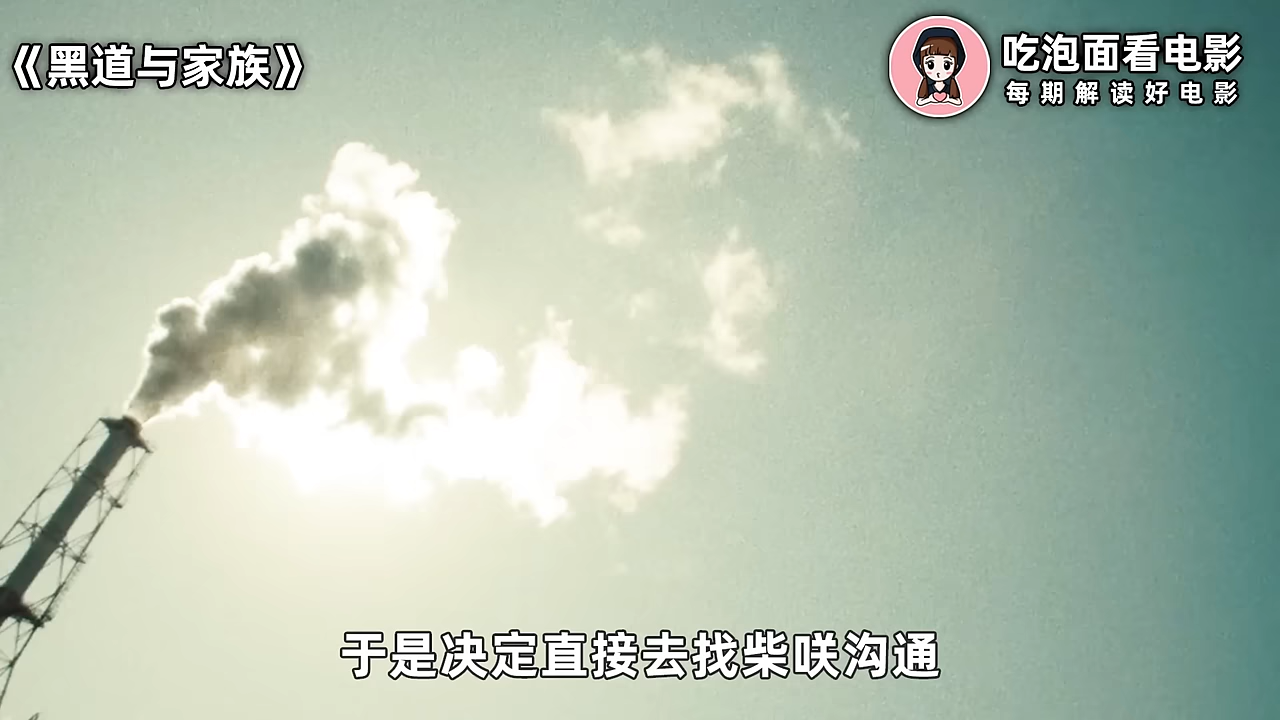 《黑道与家族》
吃泡面看电影
每期解读好电影
于是决定直接去找柴咲沟通